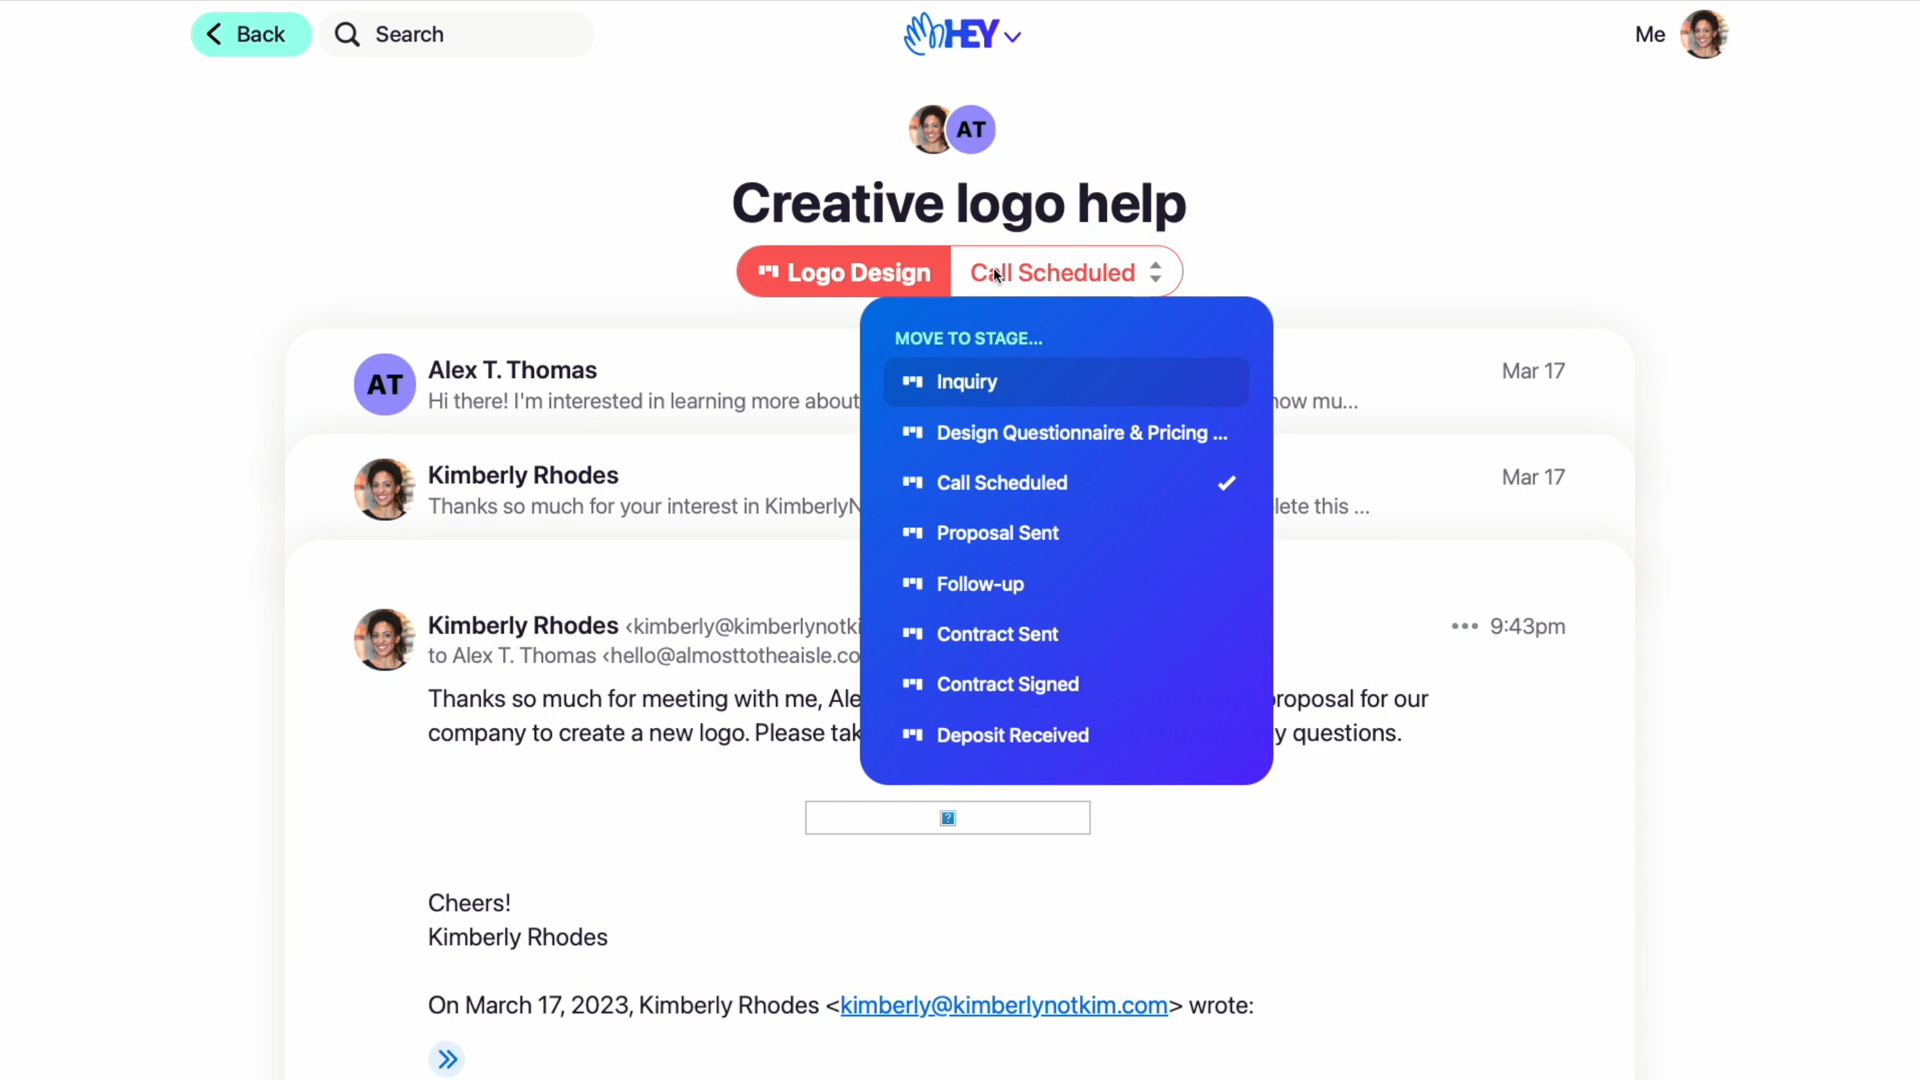 Back
Search
HEY
Me
AT
Creative logo help
Logo Design
Call Scheduled
MOVE TO STAGE...
Inquiry
Design Questionnaire & Pricing ...
Call Scheduled
Proposal Sent
Follow-up
Contract Sent
Contract Signed
Deposit Received
AT
Alex T. Thomas
Mar 17
Hi there! I'm interested in learning more about
now mu...
Kimberly Rhodes
Mar 17
Thanks so much for your interest in KimberlyN
lete this ...
Kimberly Rhodes <kimberly@kimberlynotki
9:43pm
to Alex T. Thomas <hello@almosttotheaisle.co
Thanks so much for meeting with me, Ale
roposal for our
company to create a new logo. Please tak
y questions.
?
Cheers!
Kimberly Rhodes
On March 17, 2023, Kimberly Rhodes <kimberly@kimberlynotkim.com> wrote: